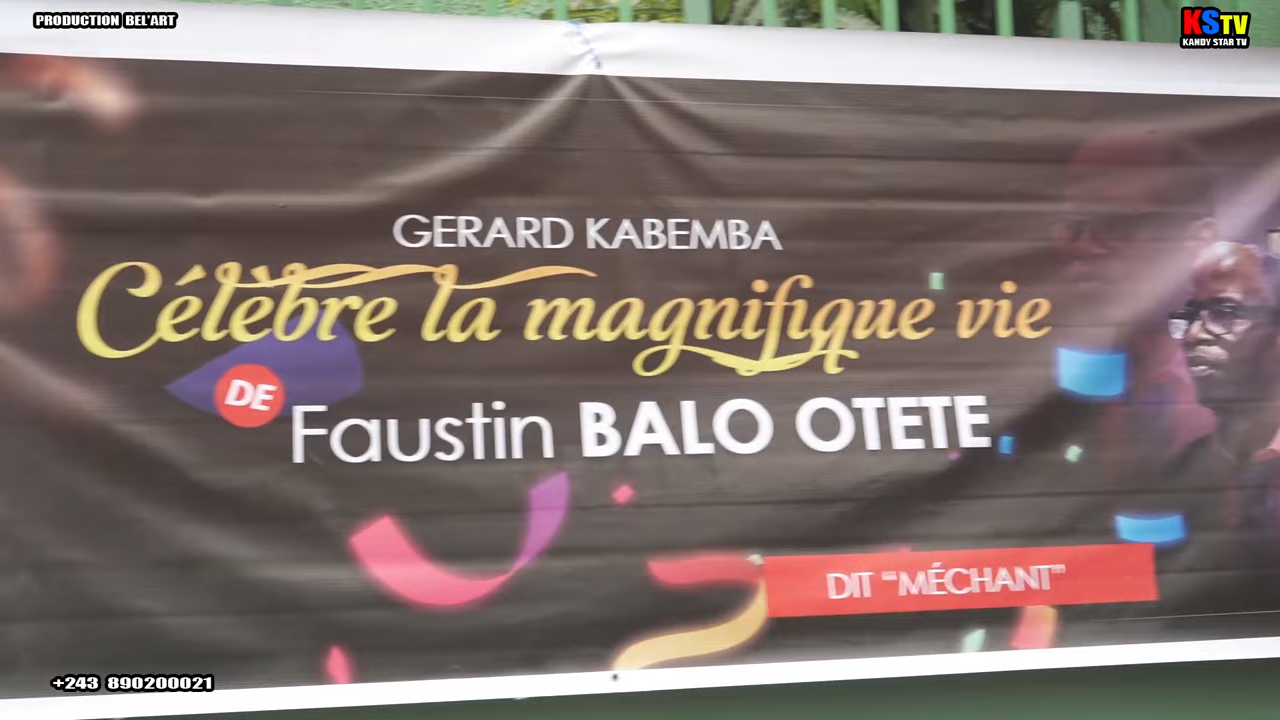 PRODUCTION BEL'ART
KSTV
KANDY STAR TV
GERARD KABEMBA
Célèbre la magnifique vie
DE
Faustin BALO OTETE
DIT “MÉCHANT”
+243 890200021